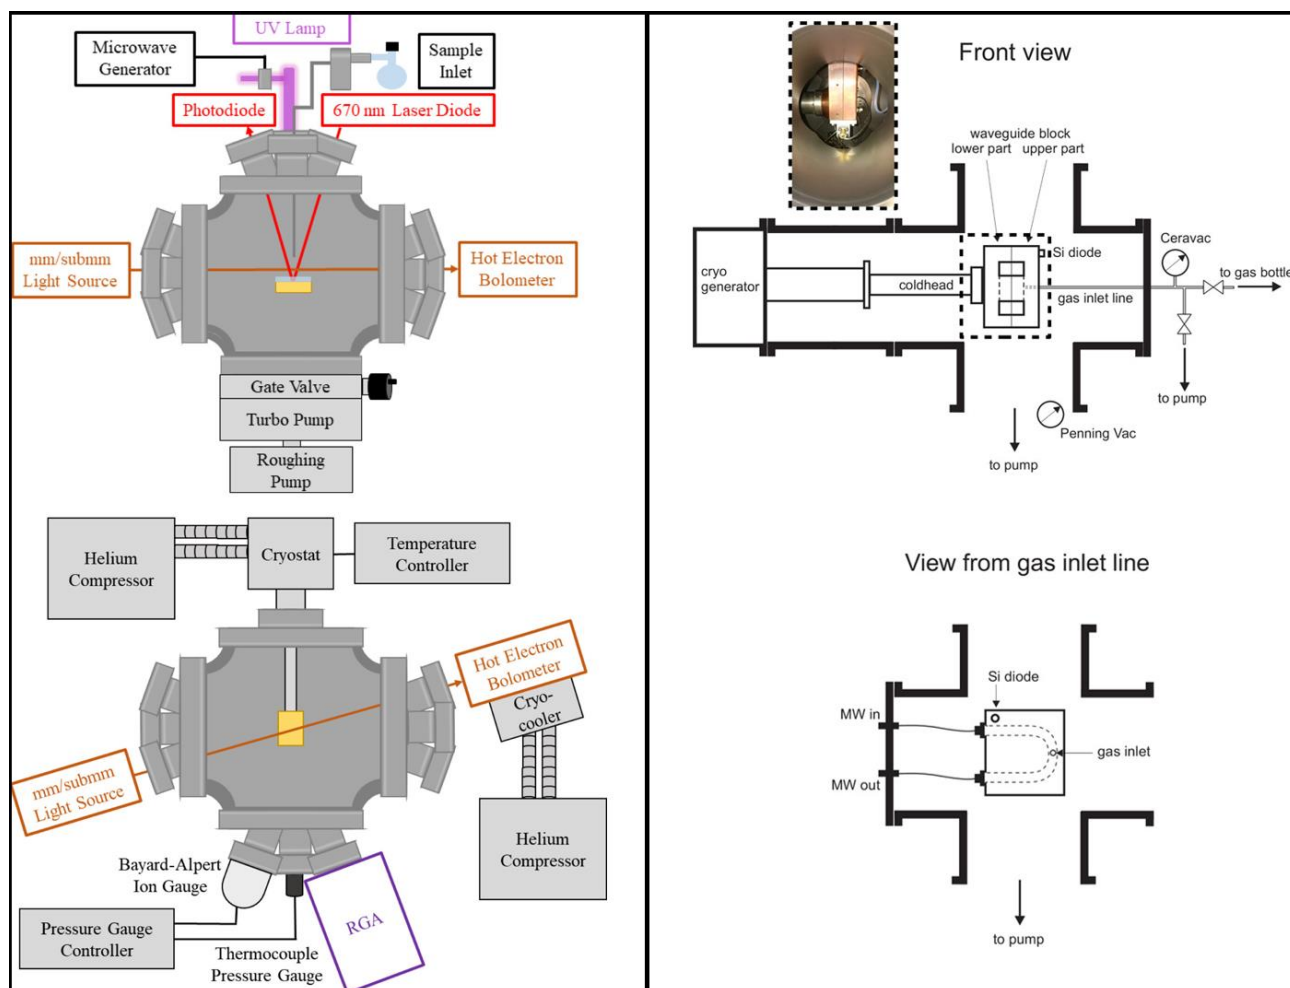 UV Lamp
Microwave
Generator
Sample
Inlet
Photodiode
670 nm Laser Diode
mm/submm
Light Source
Hot Electron
Bolometer
Gate Valve
Turbo Pump
Roughing
Pump
Helium
Compressor
Cryostat
Temperature
Controller
Hot Electron
Bolometer
Cryo-
cooler
mm/submm
Light Source
Helium
Compressor
Bayard-Alpert
Ion Gauge
RGA
Pressure Gauge
Controller
Thermocouple
Pressure Gauge
Front view
waveguide block
lower part
upper part
Ceravac
Si diode
cryo
generator
coldhead
to gas bottle
gas inlet line
to pump
Penning Vac
to pump
View from gas inlet line
Si diode
MW in
gas inlet
MW out
to pump